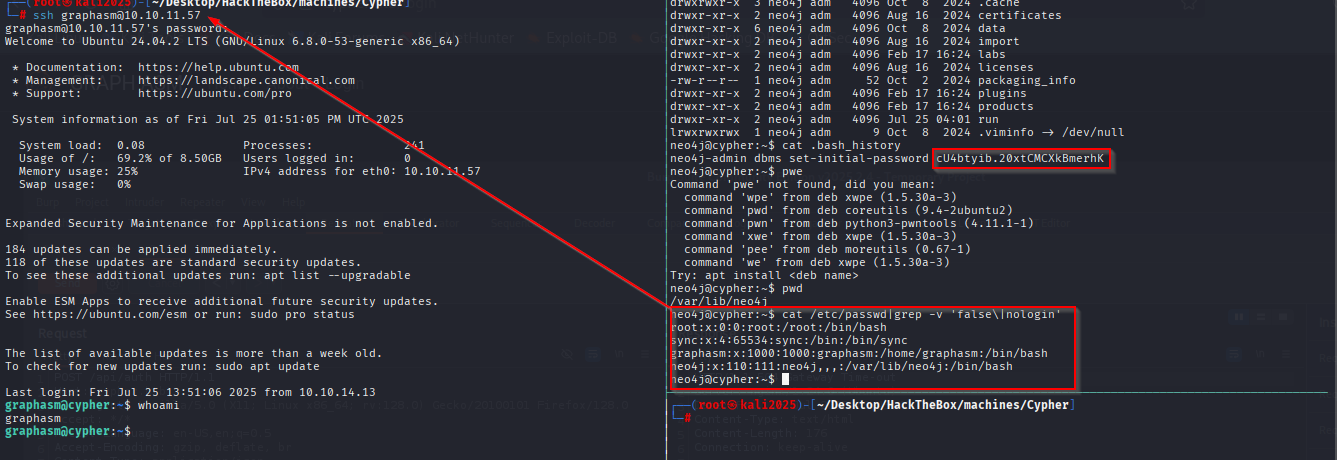 (root㉿kali2025)-[~/Desktop/HackTheBox/machines/Cypher]
# ssh graphasm@10.10.11.57
graphasm@10.10.11.57's password:
Welcome to Ubuntu 24.04.2 LTS (GNU/Linux 6.8.0-53-generic x86_64)
* Documentation: https://help.ubuntu.com
* Management: https://landscape.canonical.com
* Support: https://ubuntu.com/pro
System information as of Fri Jul 25 01:51:05 PM UTC 2025
System load: 0.08 Processes: 241
Usage of /: 69.2% of 8.50GB Users logged in: 0
Memory usage: 25% IPv4 address for eth0: 10.10.11.57
Swap usage: 0%
Expanded Security Maintenance for Applications is not enabled.
184 updates can be applied immediately.
118 of these updates are standard security updates.
To see these additional updates run: apt list --upgradable
Enable ESM Apps to receive additional future security updates.
See https://ubuntu.com/esm or run: sudo pro status
The list of available updates is more than a week old.
To check for new updates run: sudo apt update
Last login: Fri Jul 25 13:51:06 2025 from 10.10.14.13
graphasm@cypher:~$ whoami
graphasm
graphasm@cypher:~$
drwxr-xr-x 3 neo4j adm 4096 Oct 8 2024 .cache
drwxr-xr-x 2 neo4j adm 4096 Aug 16 2024 certificates
drwxr-xr-x 6 neo4j adm 4096 Oct 8 2024 data
drwxr-xr-x 2 neo4j adm 4096 Aug 16 2024 import
drwxr-xr-x 2 neo4j adm 4096 Feb 17 16:24 labs
drwxr-xr-x 2 neo4j adm 4096 Aug 16 2024 licenses
-rw-r--r-- 1 neo4j adm 52 Oct 2 2024 packaging_info
drwxr-xr-x 2 neo4j adm 4096 Feb 17 16:24 plugins
drwxr-xr-x 2 neo4j adm 4096 Feb 17 16:24 products
drwxr-xr-x 2 neo4j adm 4096 Jul 25 04:01 run
lrwxrwxrwx 1 neo4j adm 9 Oct 8 2024 .viminfo -> /dev/null
neo4j@cypher:~$ cat .bash_history
neo4j-admin dbms set-initial-password cU4btyib.20xtCMCXkBmerhK
neo4j@cypher:~$ pwe
Command 'pwe' not found, did you mean:
command 'wpe' from deb xwpe (1.5.30a-3)
command 'pwd' from deb coreutils (9.4-2ubuntu2)
command 'pwn' from deb python3-pwntools (4.11.1-1)
command 'xwe' from deb xwpe (1.5.30a-3)
command 'pee' from deb moreutils (0.67-1)
command 'we' from deb xwpe (1.5.30a-3)
Try: apt install <deb name>
neo4j@cypher:~$ pwd
/var/lib/neo4j
neo4j@cypher:~$ cat /etc/passwd|grep -v 'false\|nologin'
root:x:0:0:root:/root:/bin/bash
sync:x:4:65534:sync:/bin:/bin/sync
graphasm:x:1000:1000:graphasm:/home/graphasm:/bin/bash
neo4j:x:110:111:neo4j,,,:/var/lib/neo4j:/bin/bash
neo4j@cypher:~$
(root㉿kali2025)-[~/Desktop/HackTheBox/machines/Cypher]
#